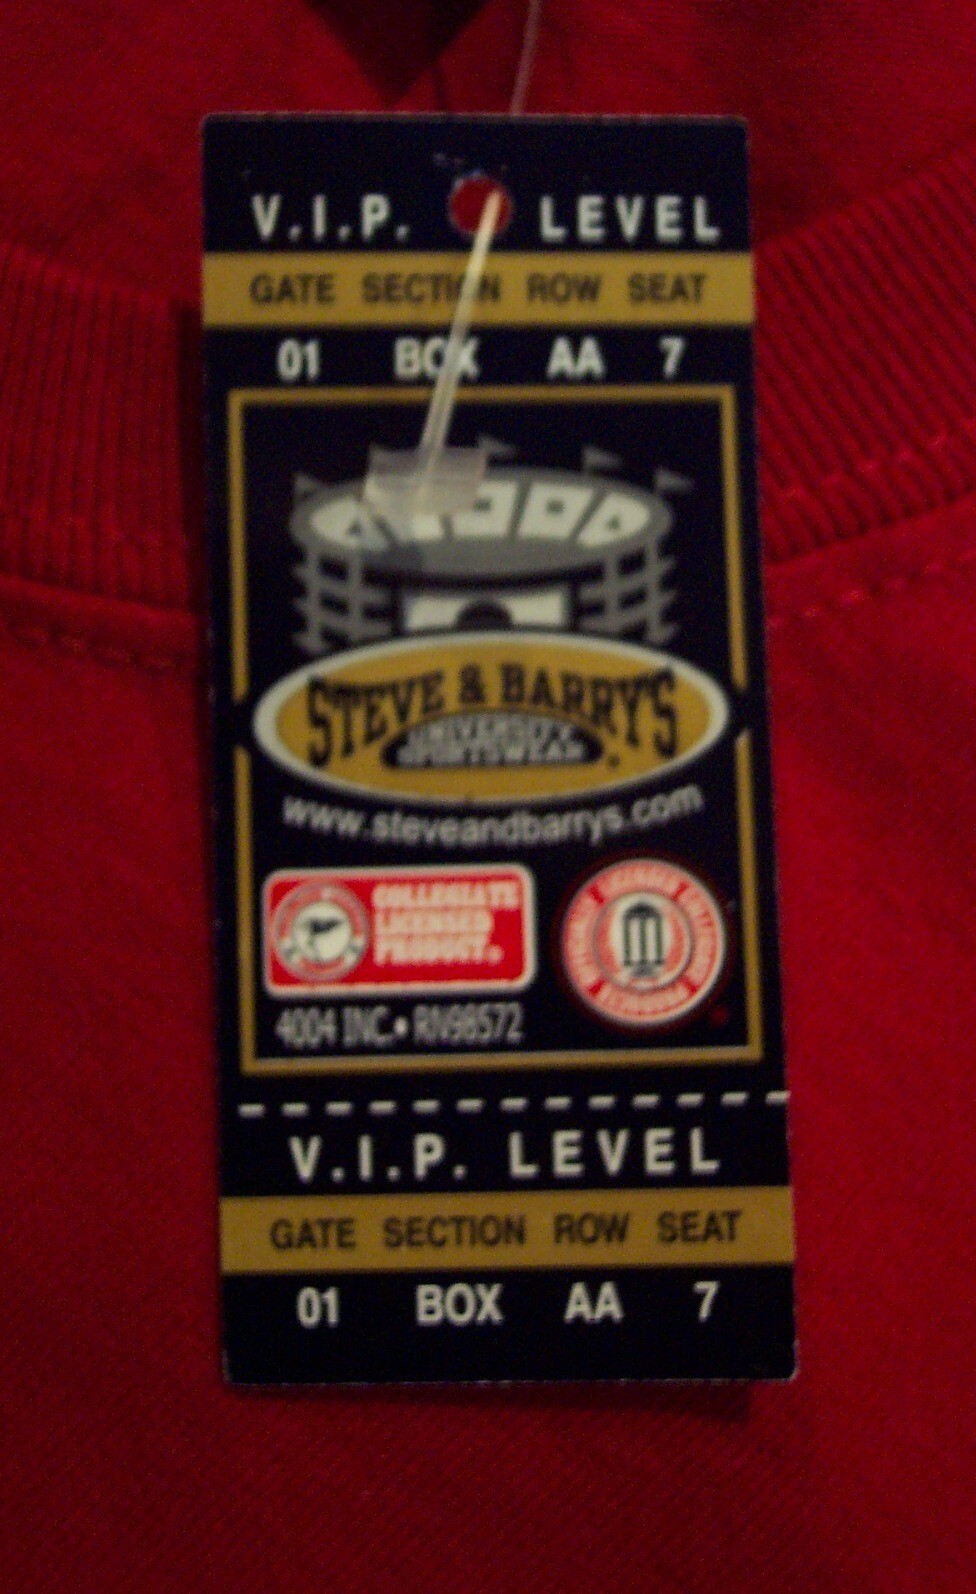 V.I.P. LEVEL
GATE SECTION ROW SEAT
01 BOX AA 7
STEVE & BARRY'S
UNIVERSITY
SPORTSWEAR
www.steveandbarrys.com
COLLEGIATE
LICENSED
PRODUCT
4004 INC. • RN98572
V.I.P. LEVEL
GATE SECTION ROW SEAT
01 BOX AA 7